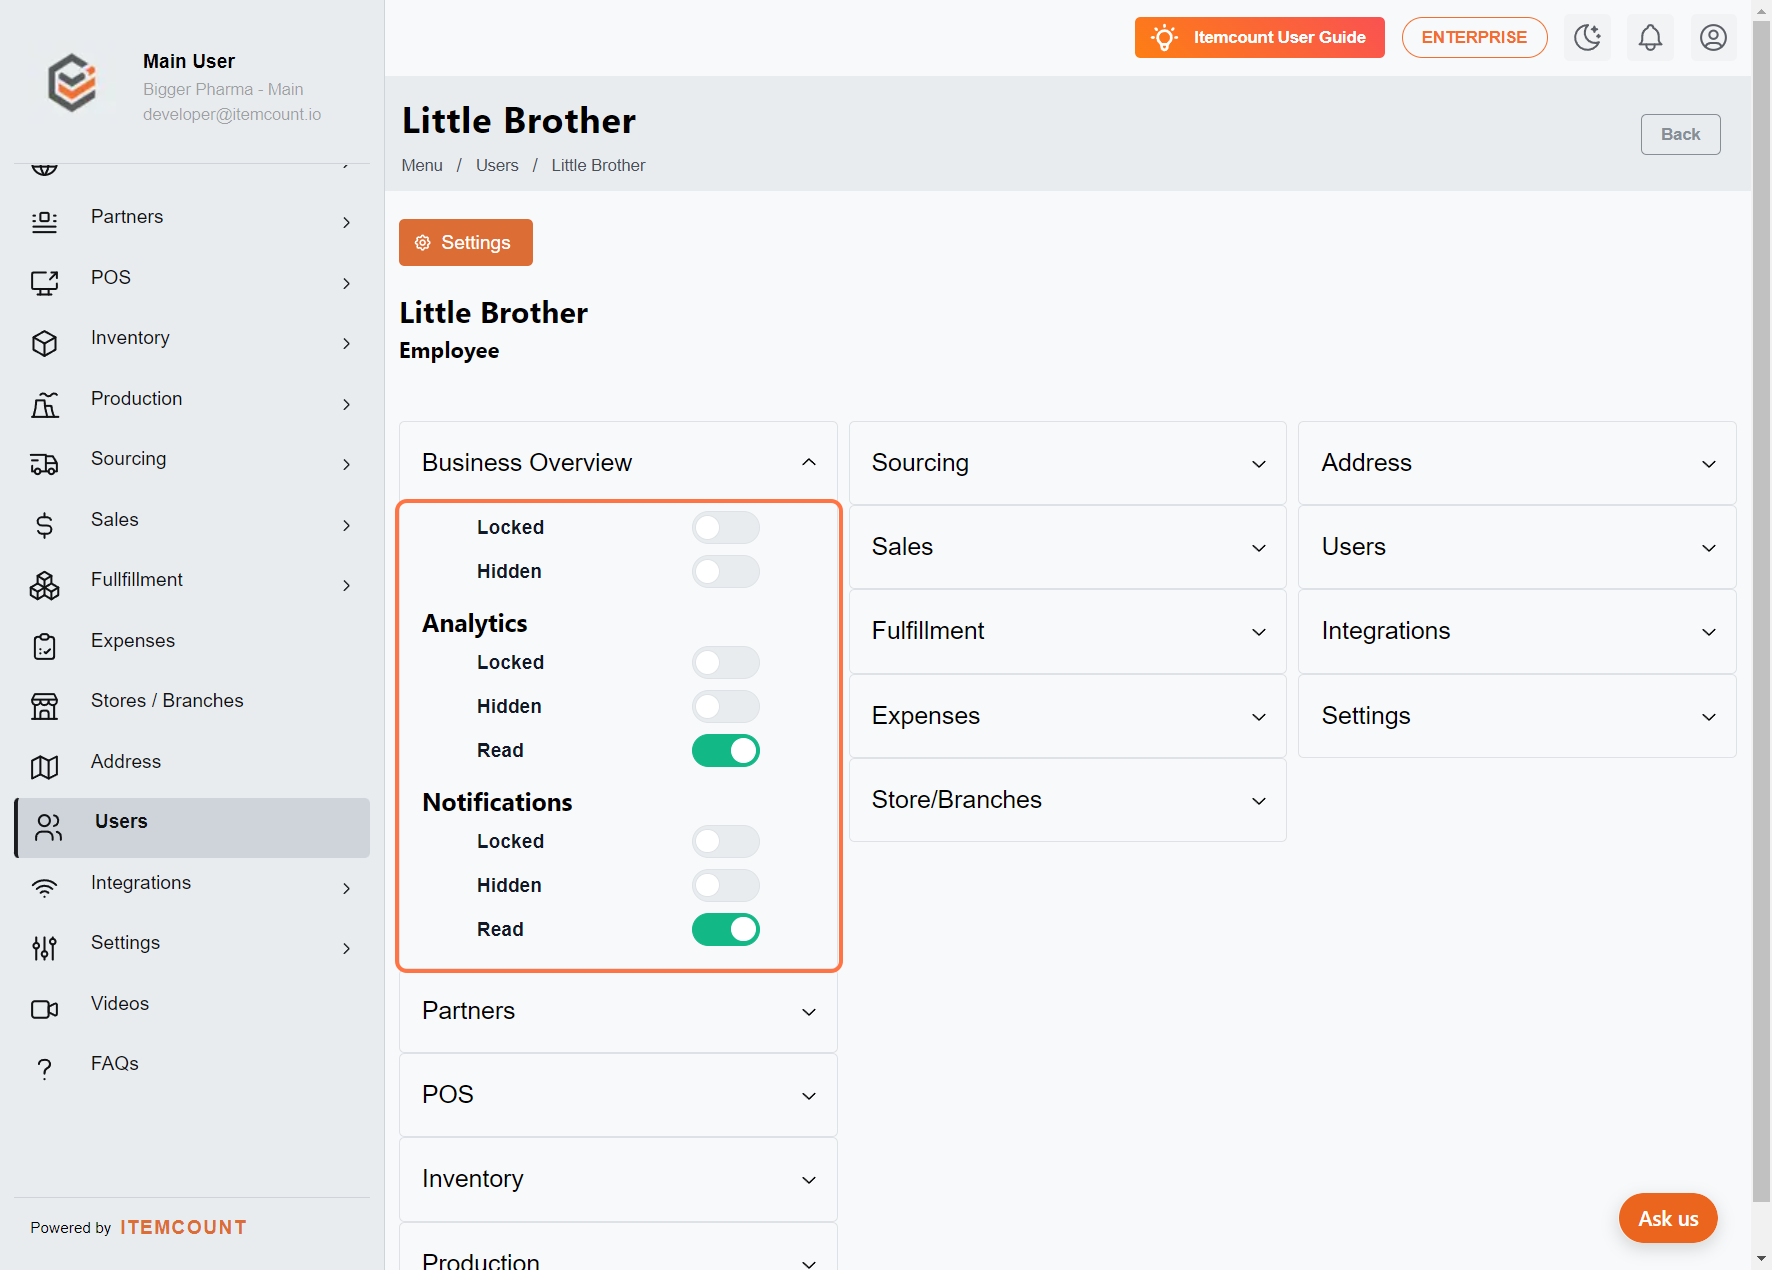 Main User
Bigger Pharma - Main
developer@itemcount.io
Partners
POS
Inventory
Production
Sourcing
Sales
Fullfillment
Expenses
Stores / Branches
Address
Users
Integrations
Settings
Videos
FAQs
Powered by ITEMCOUNT
Itemcount User Guide
ENTERPRISE
Little Brother
Menu / Users / Little Brother
Back
Settings
Little Brother
Employee
Business Overview
Locked
Hidden
Analytics
Locked
Hidden
Read
Notifications
Locked
Hidden
Read
Partners
POS
Inventory
Production
Sourcing
Sales
Fulfillment
Expenses
Store/Branches
Address
Users
Integrations
Settings
Ask us